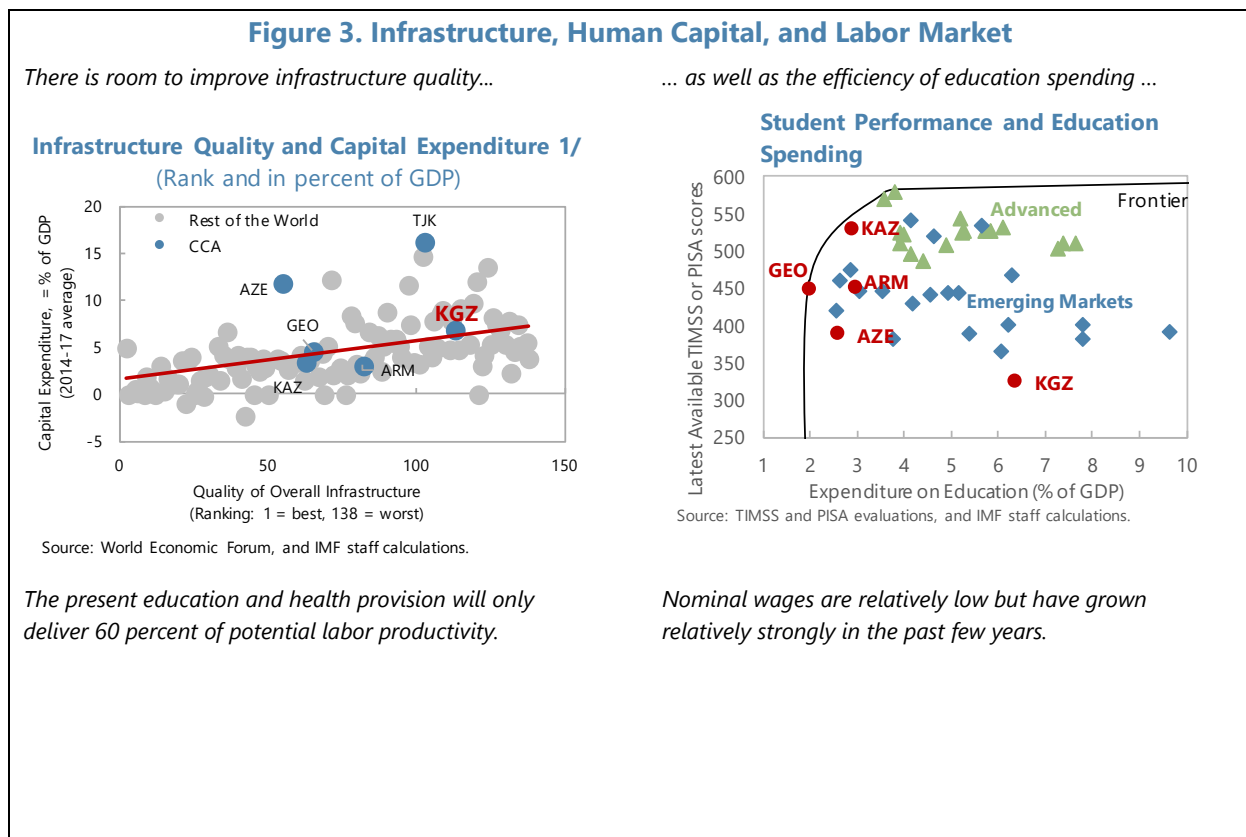 Figure 3. Infrastructure, Human Capital, and Labor Market
There is room to improve infrastructure quality...
Infrastructure Quality and Capital Expenditure 1/
(Rank and in percent of GDP)
Capital Expenditure, = % of GDP
(2014-17 average)
20
15
10
5
0
-5
Rest of the World
CCA
TJK
AZE
GEO
KGZ
KAZ
ARM
0
50
100
150
Quality of Overall Infrastructure
(Ranking: 1 = best, 138 = worst)
Source: World Economic Forum, and IMF staff calculations.
... as well as the efficiency of education spending ...
Student Performance and Education
Spending
Latest Available TIMSS or PISA scores
600
550
500
450
400
350
300
250
Frontier
Advanced
KAZ
GEO
ARM
Emerging Markets
AZE
KGZ
1
2
3
4
5
6
7
8
9
10
Expenditure on Education (% of GDP)
Source: TIMSS and PISA evaluations, and IMF staff calculations.
The present education and health provision will only
deliver 60 percent of potential labor productivity.
Nominal wages are relatively low but have grown
relatively strongly in the past few years.